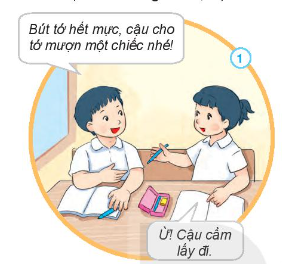 Bút tớ hết mực, cậu cho
tớ mượn một chiếc nhé!
1
Ừ! Cậu cầm
lấy đi.